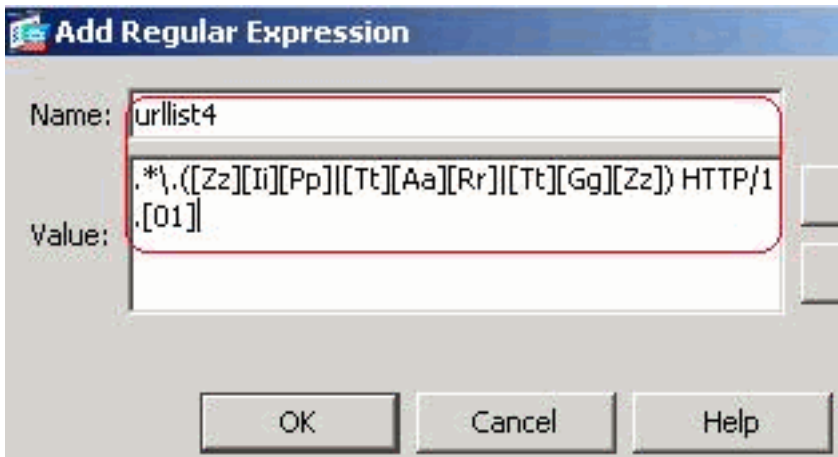 Add Regular Expression
Name: urllist4
.*\.([Zz][Ii][Pp]|[Tt][Aa][Rr]|[Tt][Gg][Zz]) HTTP/1
.[01]
Value:
OK Cancel Help